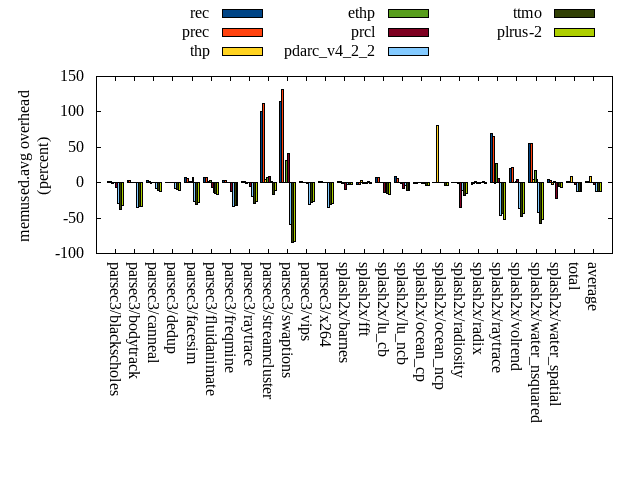 rec
prec
thp
ethp
prcl
pdarc_v4_2_2
ttmo
plrus-2
memused.avg overhead
(percent)
150
100
50
0
-50
-100
parsec3/blackscholes
parsec3/bodytrack
parsec3/canneal
parsec3/dedup
parsec3/facesim
parsec3/fluidanimate
parsec3/freqmine
parsec3/raytrace
parsec3/streamcluster
parsec3/swaptions
parsec3/vips
parsec3/x264
splash2x/barnes
splash2x/fft
splash2x/lu_cb
splash2x/lu_ncb
splash2x/ocean_cp
splash2x/ocean_ncp
splash2x/radiosity
splash2x/radix
splash2x/raytrace
splash2x/volrend
splash2x/water_nsquared
splash2x/water_spatial
total
average